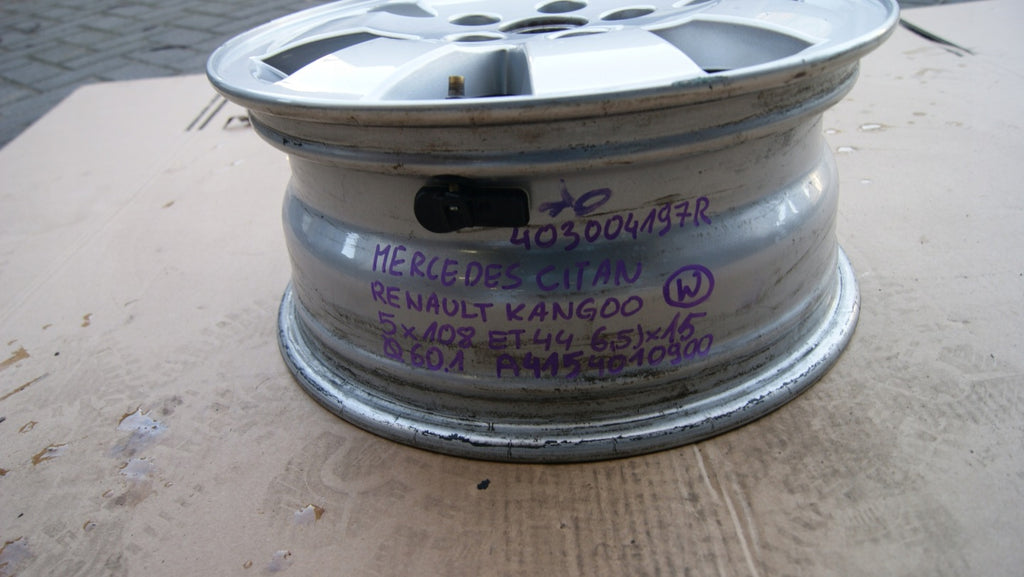 403004197R
MERCEDES CITAN
RENAULT KANGOO W
5x108 ET44 6,5Jx15
Ø60.1 A4154010900